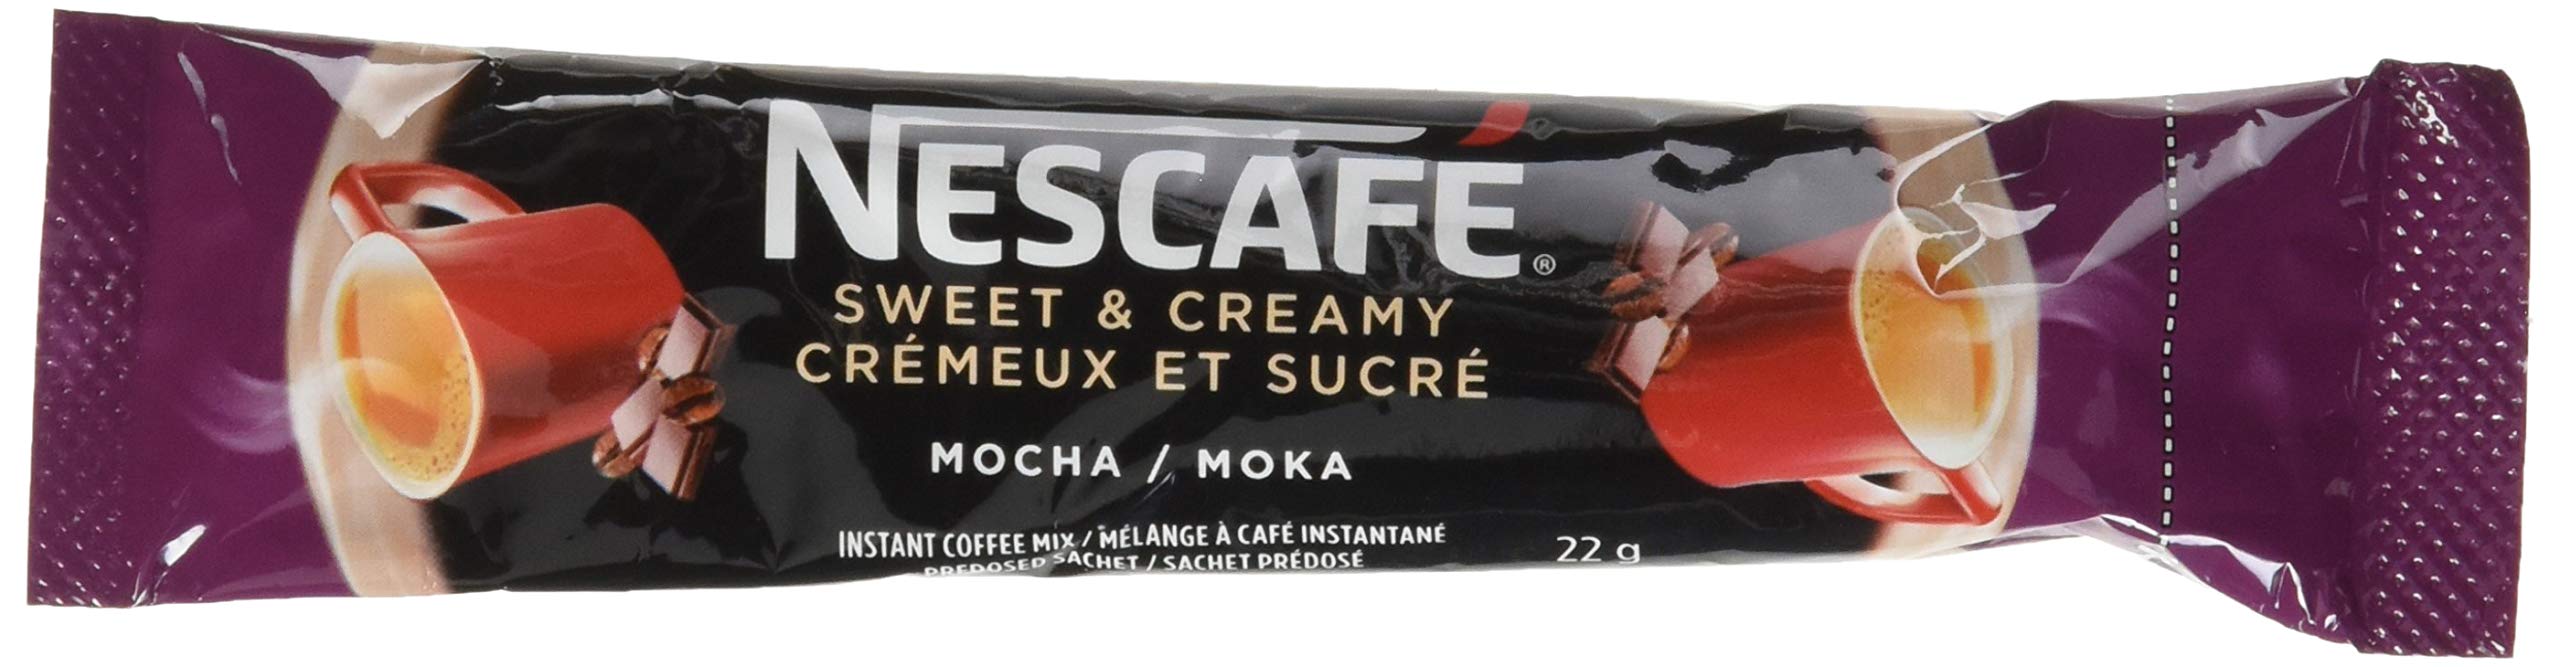 NESCAFÉ®
SWEET & CREAMY
CRÉMEUX ET SUCRÉ
MOCHA / MOKA
INSTANT COFFEE MIX / MÉLANGE À CAFÉ INSTANTANÉ
PREDOSED SACHET / SACHET PRÉDOSÉ
22 g